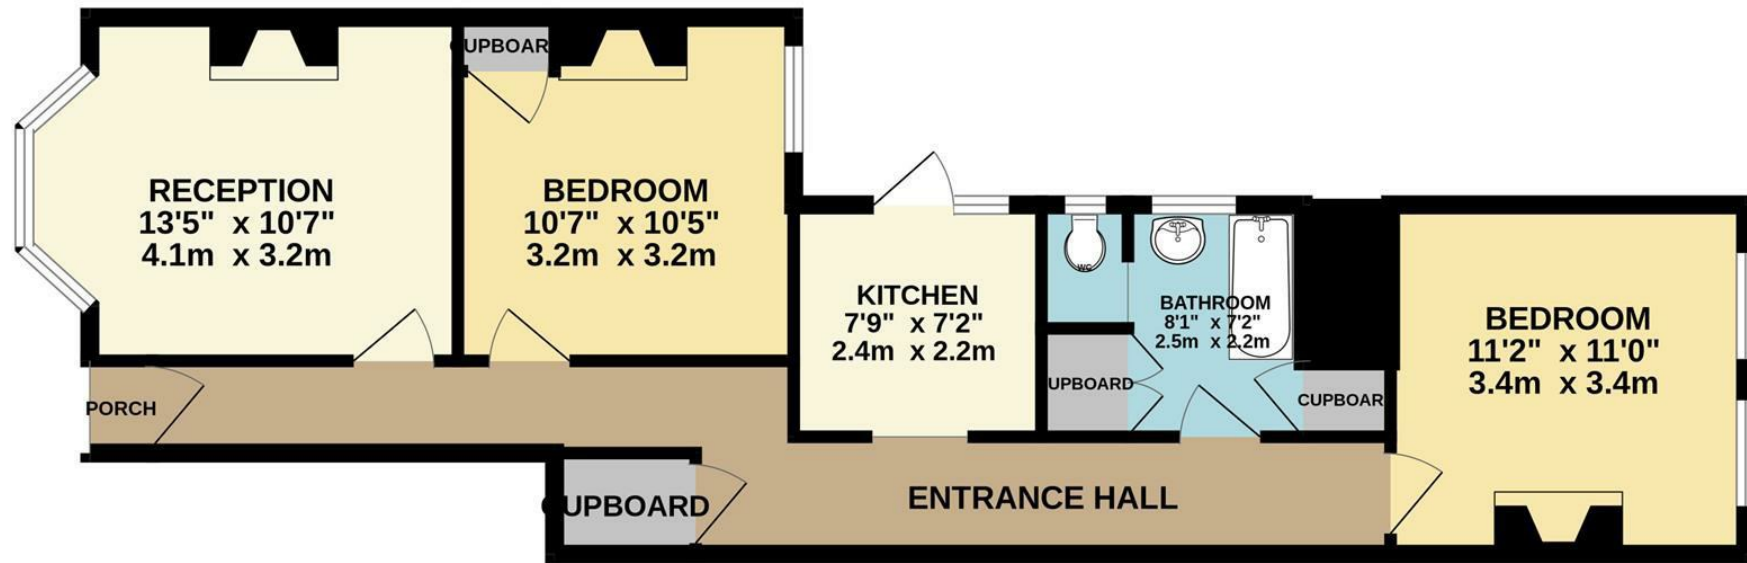 RECEPTION
13'5" x 10'7"
4.1m x 3.2m
CUPBOAR
BEDROOM
10'7" x 10'5"
3.2m x 3.2m
KITCHEN
7'9" x 7'2"
2.4m x 2.2m
WC
BATHROOM
8'1" x 7'2"
2.5m x 2.2m
UPBOARD
CUPBOAR
BEDROOM
11'2" x 11'0"
3.4m x 3.4m
PORCH
CUPBOARD
ENTRANCE HALL